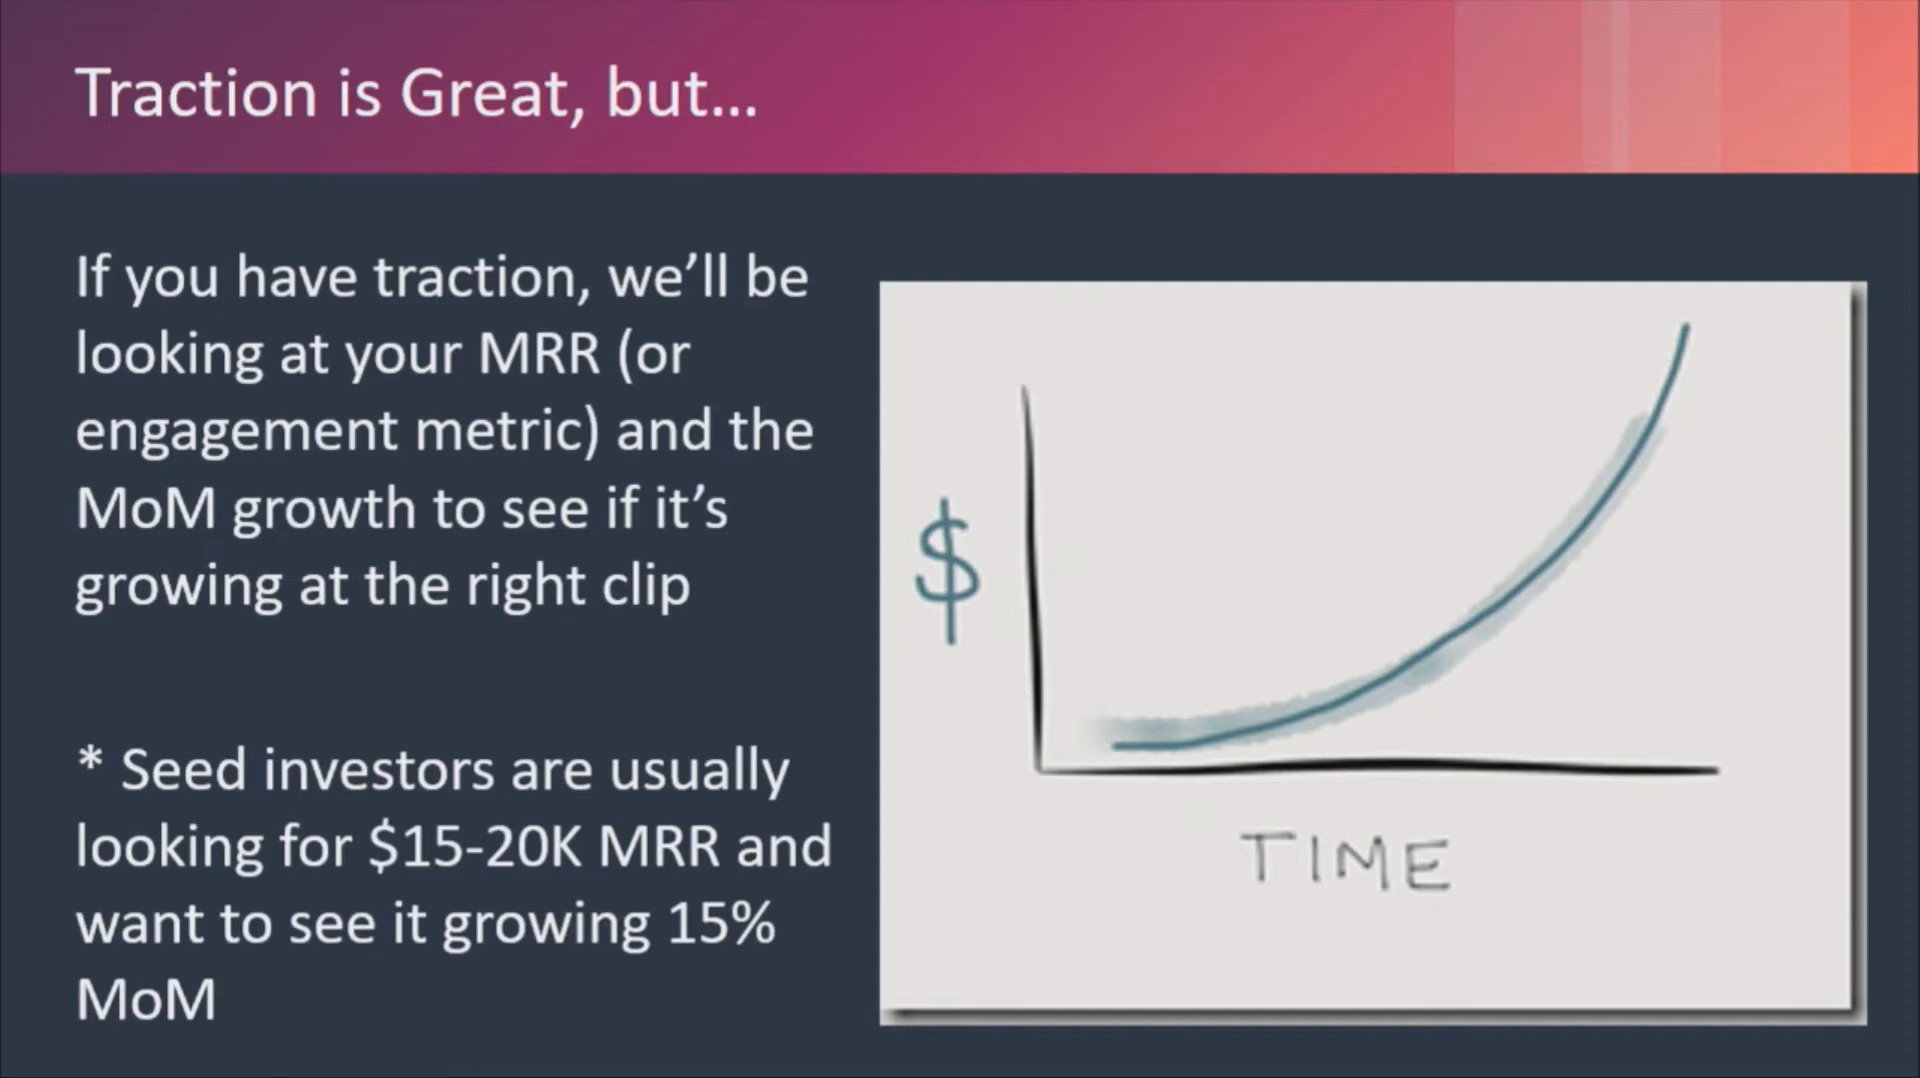 Traction is Great, but...
If you have traction, we’ll be
looking at your MRR (or
engagement metric) and the
MoM growth to see if it’s
growing at the right clip
* Seed investors are usually
looking for $15-20K MRR and
want to see it growing 15%
MoM
$
TIME